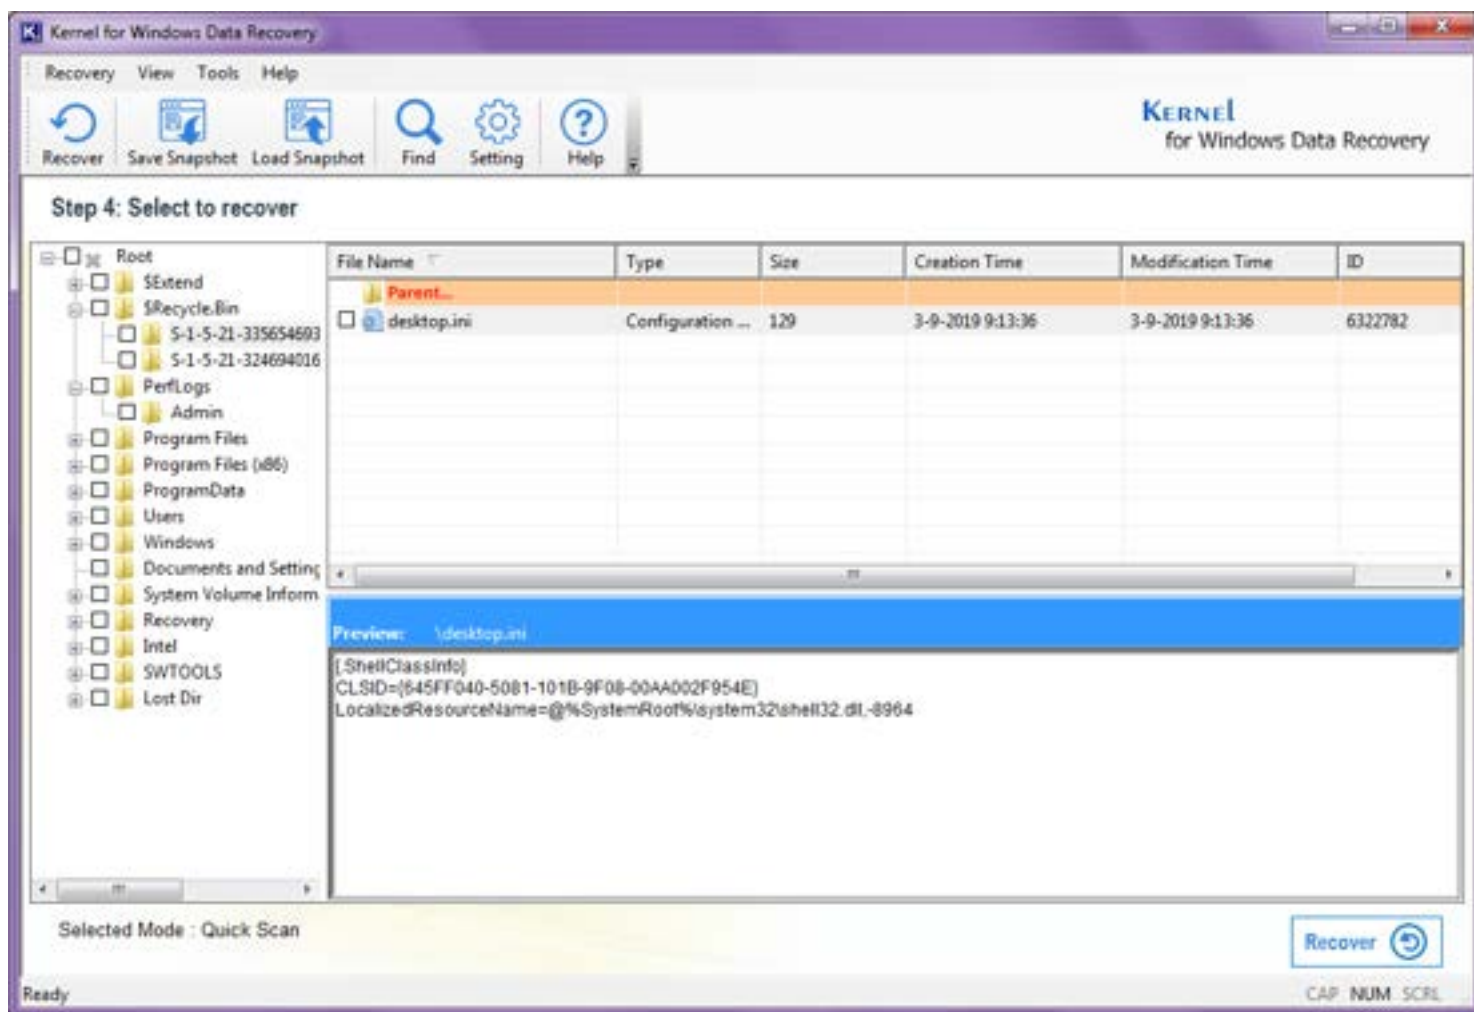 Kernel for Windows Data Recovery
Recovery View Tools Help
Recover Save Snapshot Load Snapshot Find Setting Help
KERNEL
for Windows Data Recovery
Step 4: Select to recover
Root
$Extend
$Recycle.Bin
S-1-5-21-335654693
S-1-5-21-324694016
PerfLogs
Admin
Program Files
Program Files (x86)
ProgramData
Users
Windows
Documents and Setting
System Volume Inform
Recovery
Intel
SWTOOLS
Lost Dir
File Name Type Size Creation Time Modification Time ID
Parent...
desktop.ini Configuration ... 129 3-9-2019 9:13:36 3-9-2019 9:13:36 6322782
Preview: \desktop.ini
[.ShellClassInfo]
CLSID={645FF040-5081-101B-9F08-00AA002F954E}
LocalizedResourceName=@%SystemRoot%\system32\shell32.dll,-8964
Selected Mode : Quick Scan
Recover
Ready
CAP NUM SCRL